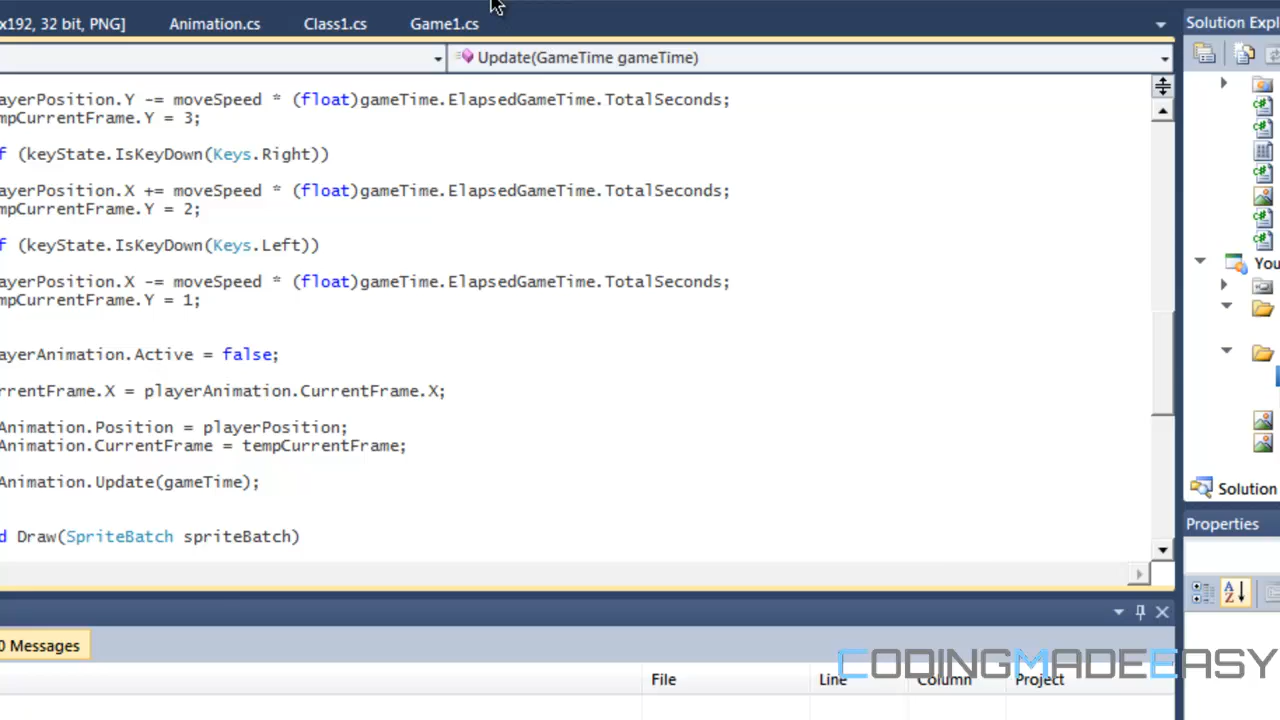 x192, 32 bit, PNG] Animation.cs Class1.cs Game1.cs
Solution Expl
Update(GameTime gameTime)
ayerPosition.Y -= moveSpeed * (float)gameTime.ElapsedGameTime.TotalSeconds;
mpCurrentFrame.Y = 3;
f (keyState.IsKeyDown(Keys.Right))
ayerPosition.X += moveSpeed * (float)gameTime.ElapsedGameTime.TotalSeconds;
mpCurrentFrame.Y = 2;
f (keyState.IsKeyDown(Keys.Left))
ayerPosition.X -= moveSpeed * (float)gameTime.ElapsedGameTime.TotalSeconds;
mpCurrentFrame.Y = 1;
ayerAnimation.Active = false;
rrentFrame.X = playerAnimation.CurrentFrame.X;
Animation.Position = playerPosition;
Animation.CurrentFrame = tempCurrentFrame;
Animation.Update(gameTime);
d Draw(SpriteBatch spriteBatch)
You
Solution
Properties
0 Messages
File Line Column Project
CODINGMADEEASY